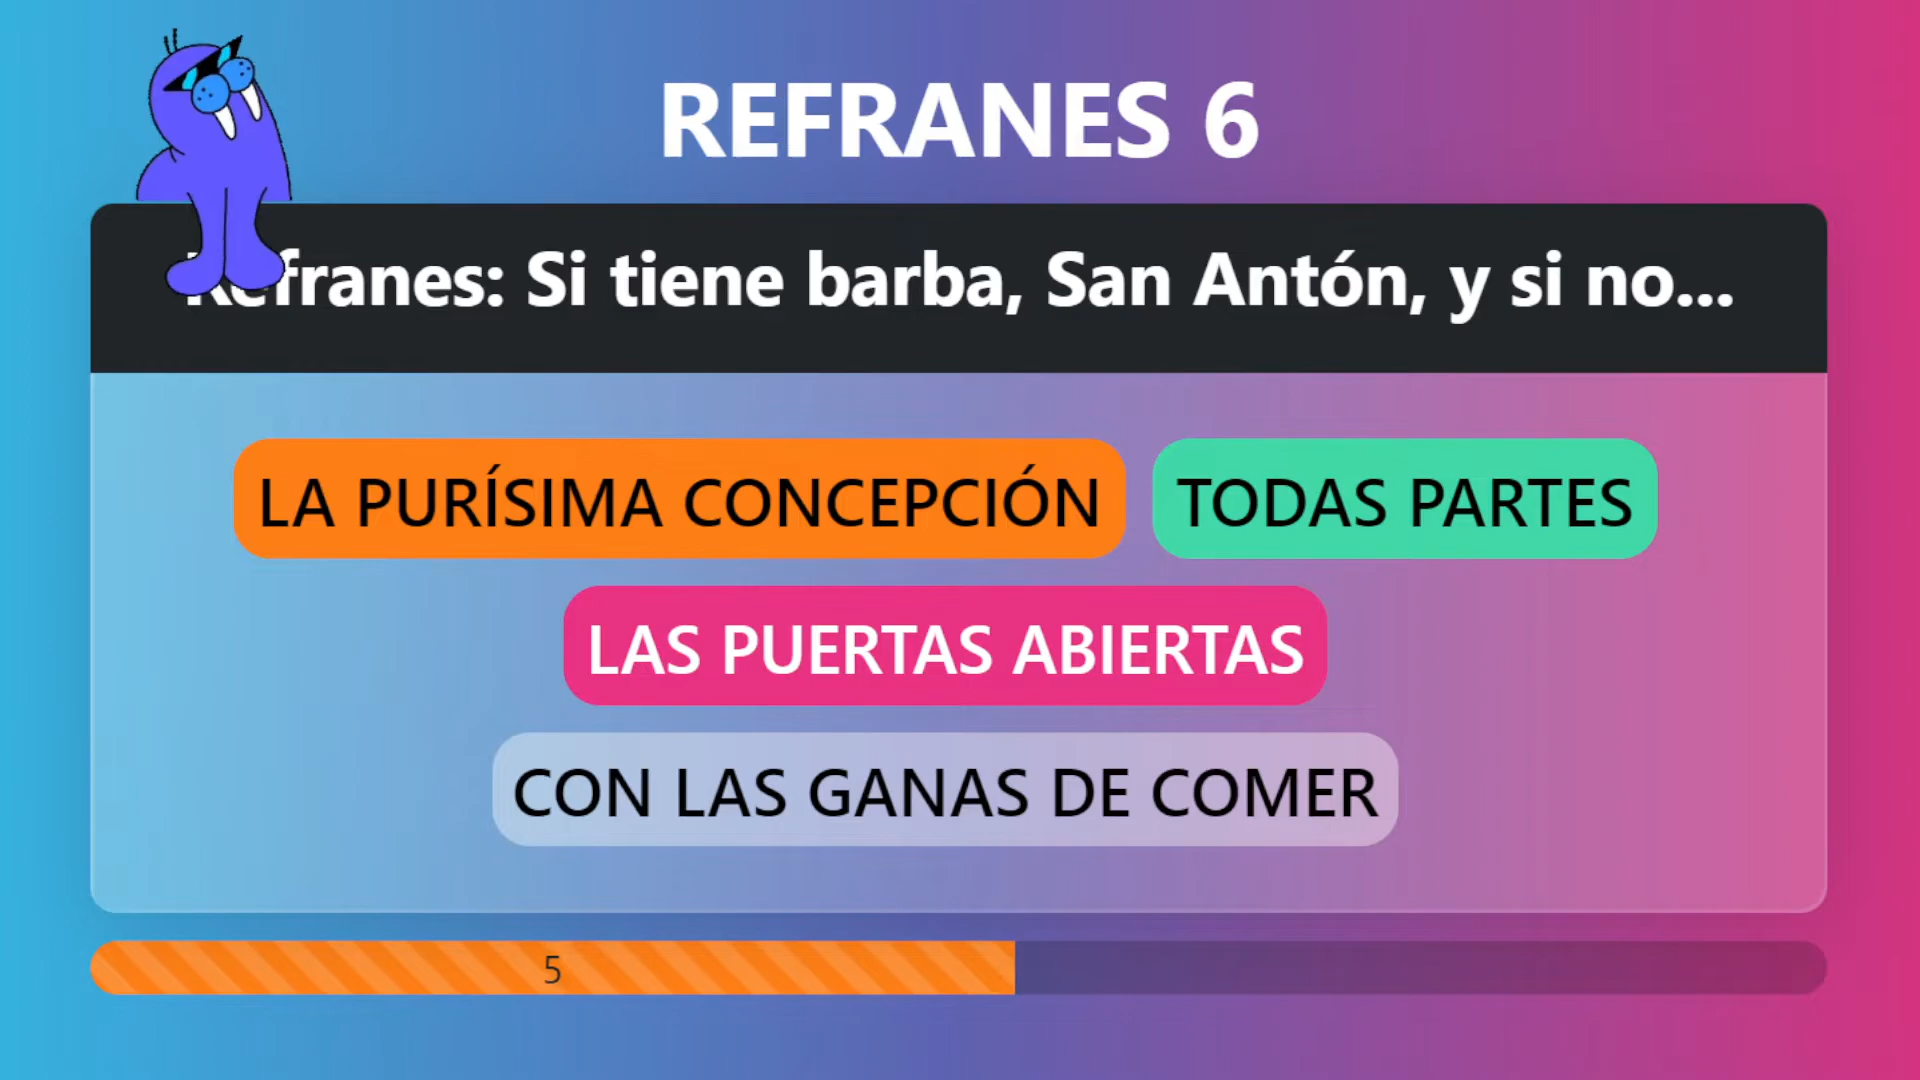 REFRANES 6
Refranes: Si tiene barba, San Antón, y si no...
LA PURÍSIMA CONCEPCIÓN
TODAS PARTES
LAS PUERTAS ABIERTAS
CON LAS GANAS DE COMER
5